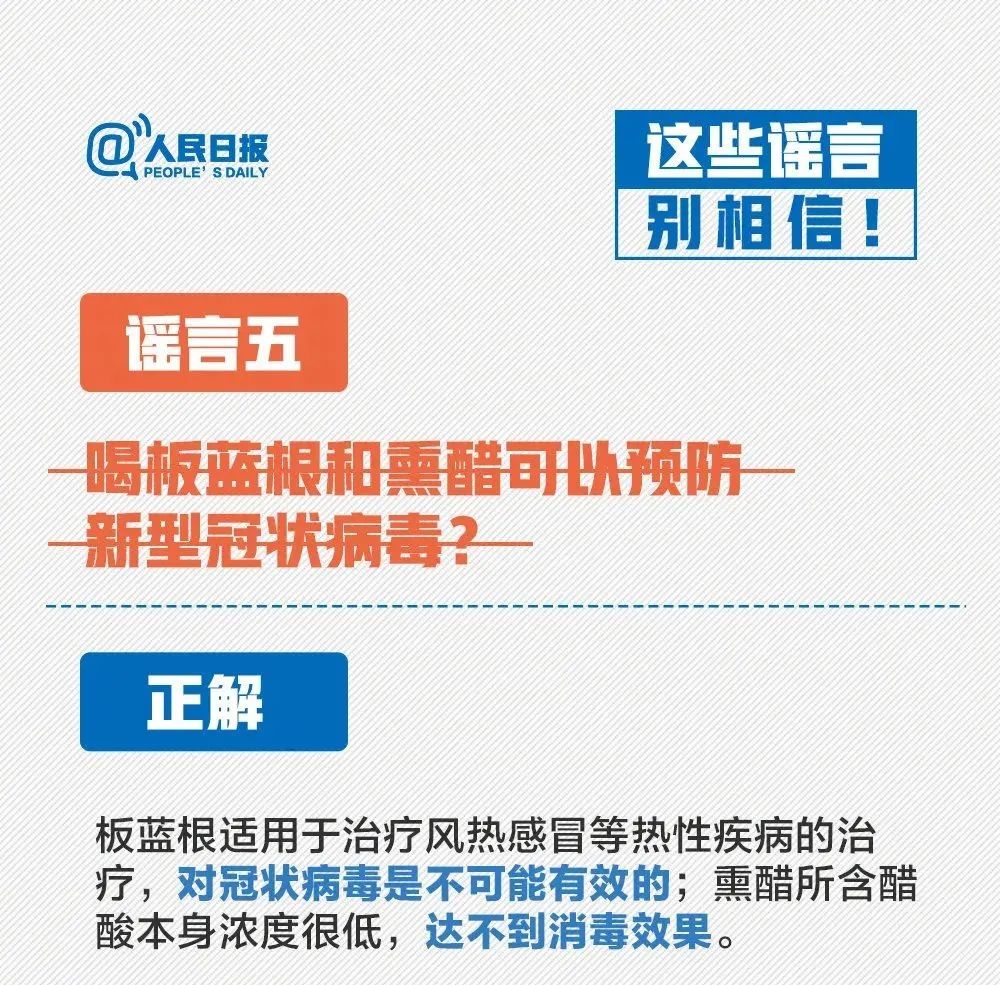 @人民日报
PEOPLE'S DAILY
这些谣言
别相信!
谣言五
喝板蓝根和熏醋可以预防
新型冠状病毒?
正解
板蓝根适用于治疗风热感冒等热性疾病的治
疗,对冠状病毒是不可能有效的;熏醋所含醋
酸本身浓度很低,达不到消毒效果。